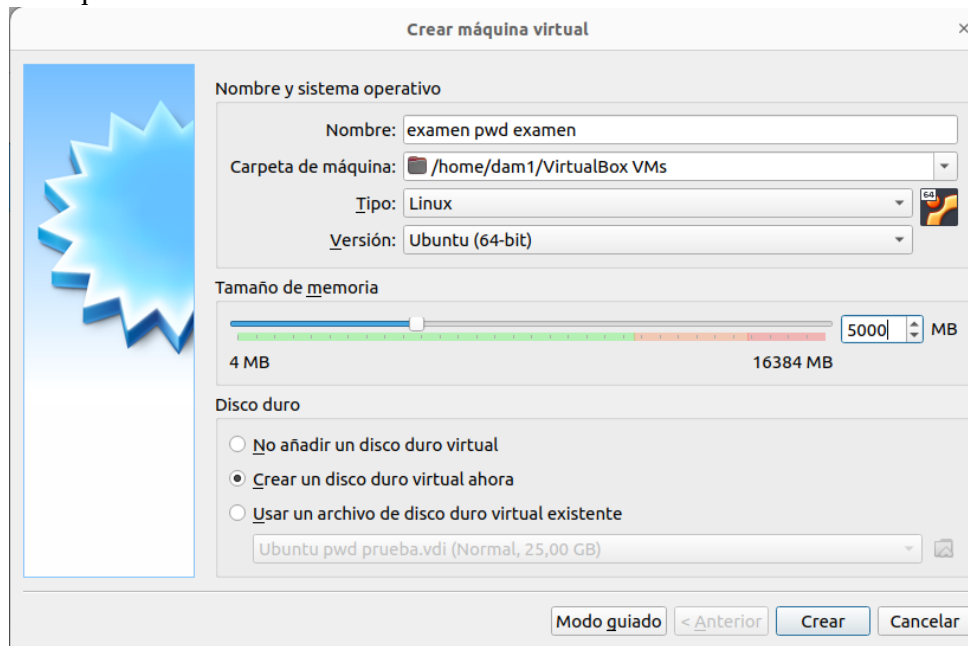 Crear máquina virtual
Nombre y sistema operativo
Nombre: examen pwd examen
Carpeta de máquina: /home/dam1/VirtualBox VMs
Tipo: Linux
64
Versión: Ubuntu (64-bit)
Tamaño de memoria
5000 MB
4 MB 16384 MB
Disco duro
No añadir un disco duro virtual
Crear un disco duro virtual ahora
Usar un archivo de disco duro virtual existente
Ubuntu pwd prueba.vdi (Normal, 25,00 GB)
Modo guiado < Anterior Crear Cancelar